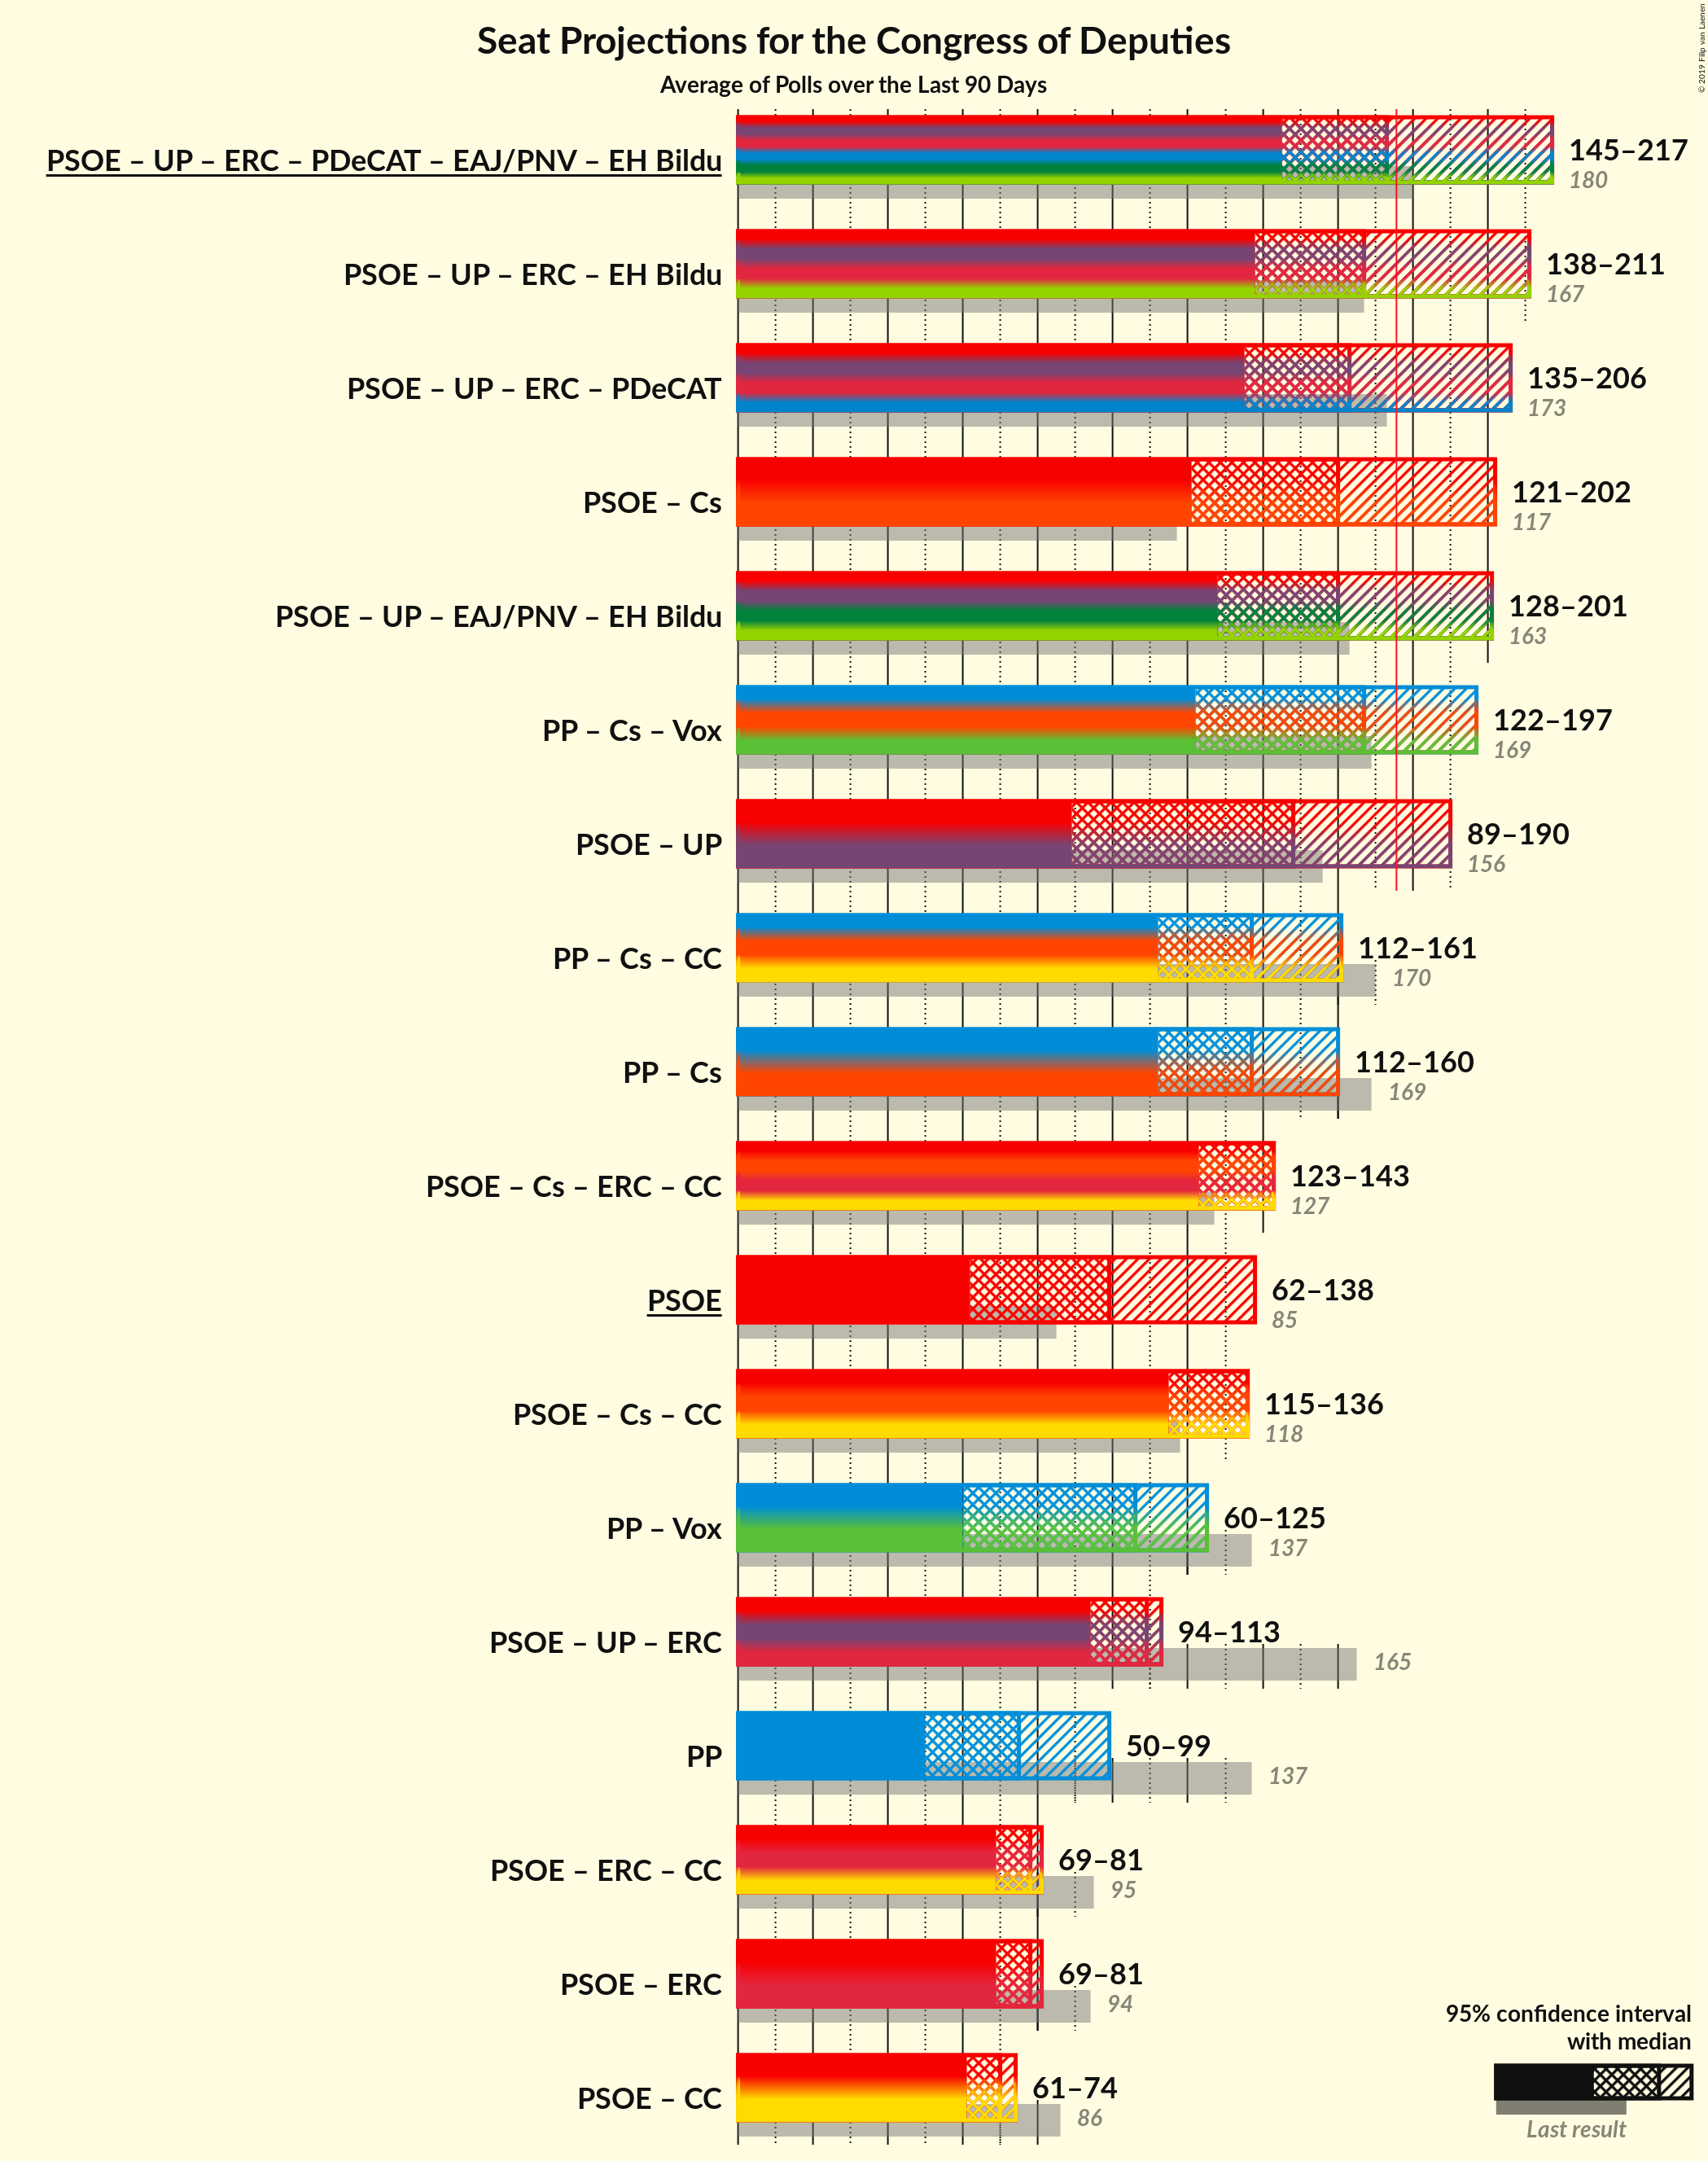 Seat Projections for the Congress of Deputies
Average of Polls over the Last 90 Days
© 2019 Filip van Laenen
PSOE – UP – ERC – PDeCAT – EAJ/PNV – EH Bildu
145–217
180
PSOE – UP – ERC – EH Bildu
138–211
167
PSOE – UP – ERC – PDeCAT
135–206
173
PSOE – Cs
121–202
117
PSOE – UP – EAJ/PNV – EH Bildu
128–201
163
PP – Cs – Vox
122–197
169
PSOE – UP
89–190
156
PP – Cs – CC
112–161
170
PP – Cs
112–160
169
PSOE – Cs – ERC – CC
123–143
127
PSOE
62–138
85
PSOE – Cs – CC
115–136
118
PP – Vox
60–125
137
PSOE – UP – ERC
94–113
165
PP
50–99
137
PSOE – ERC – CC
69–81
95
PSOE – ERC
69–81
94
PSOE – CC
61–74
86
95% confidence interval
with median
Last result